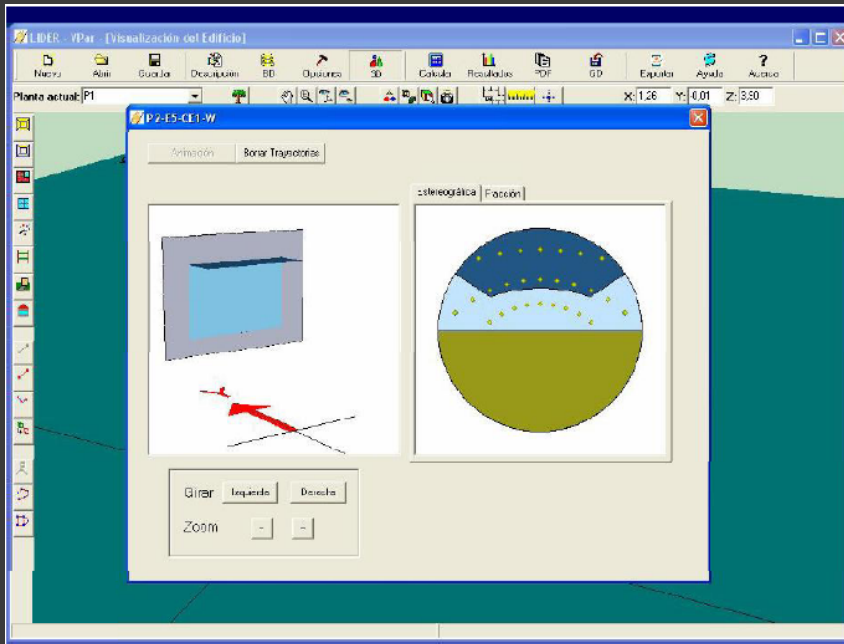 LIDER - VPar - [Visualización del Edificio]
Nuevo Abrir Guardar Descripción BD Opciones 3D Calcular Resultados PDF GD Exportar Ayuda Acerca
Planta actual: P1 X: 1,26 Y: -0,01 Z: 3,90
P2-E5-CE1-W
Animación Borrar Trayectorias
Estereográfica Fracción
Girar Izquierda Derecha
Zoom